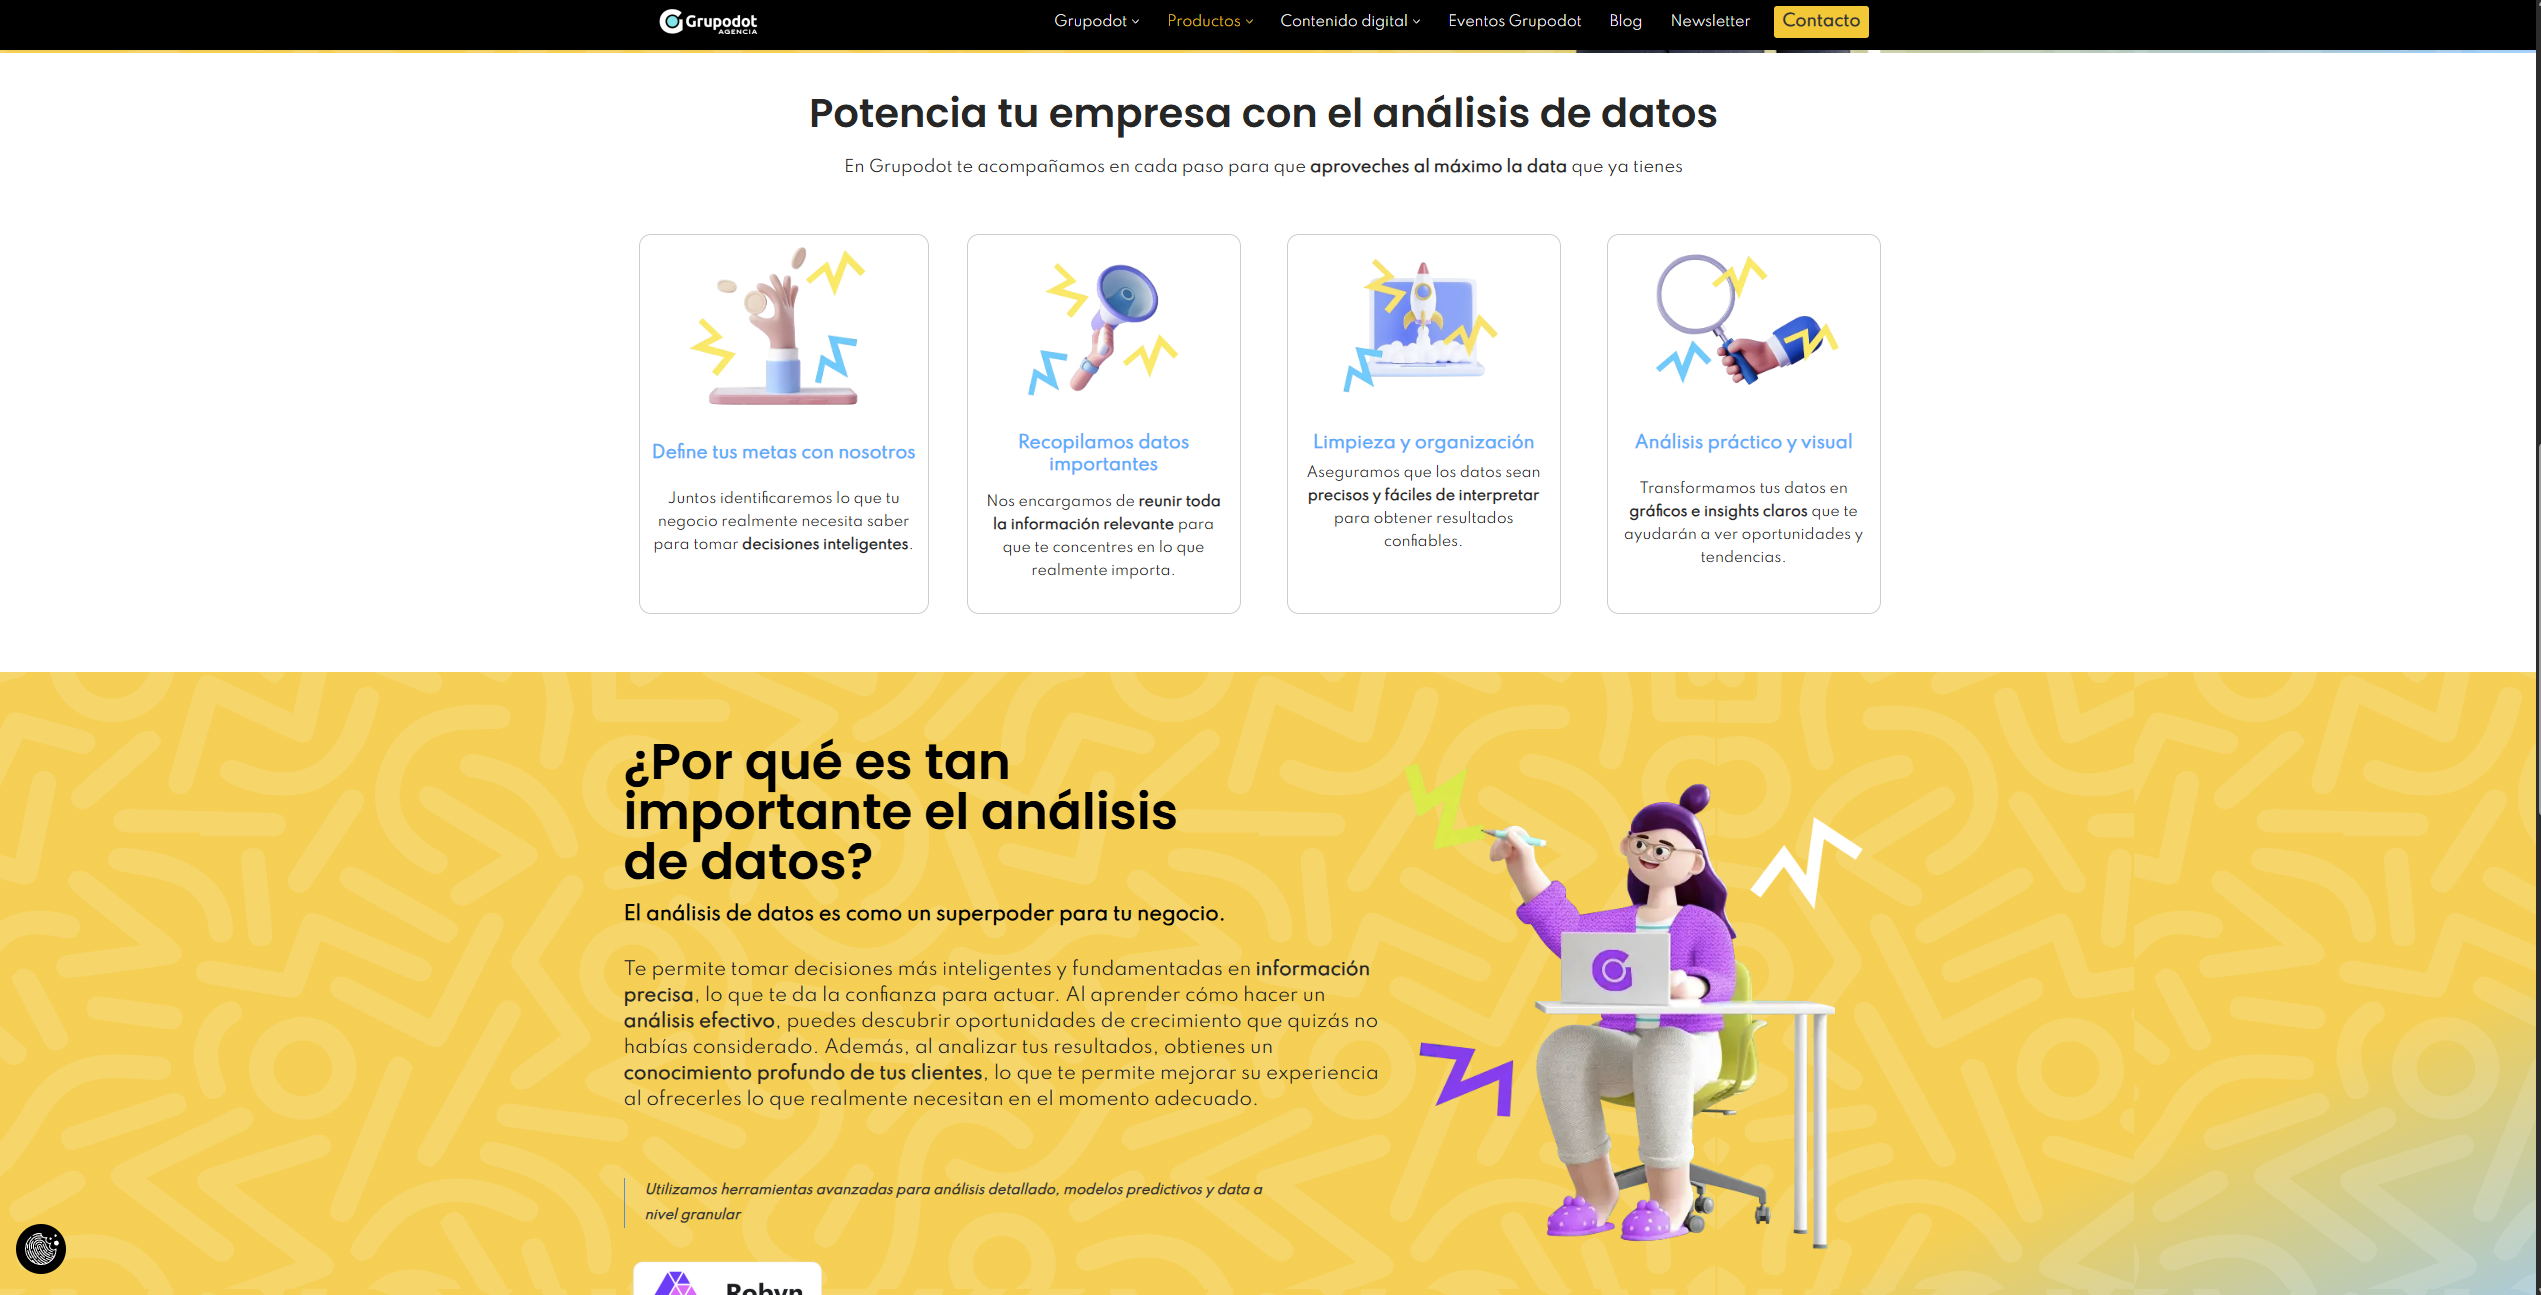 Grupodot
AGENCIA
Grupodot Productos Contenido digital Eventos Grupodot Blog Newsletter Contacto
Potencia tu empresa con el análisis de datos
En Grupodot te acompañamos en cada paso para que aproveches al máximo la data que ya tienes
Define tus metas con nosotros
Juntos identificaremos lo que tu
negocio realmente necesita saber
para tomar decisiones inteligentes.
Recopilamos datos
importantes
Nos encargamos de reunir toda
la información relevante para
que te concentres en lo que
realmente importa.
Limpieza y organización
Aseguramos que los datos sean
precisos y fáciles de interpretar
para obtener resultados
confiables.
Análisis práctico y visual
Transformamos tus datos en
gráficos e insights claros que te
ayudarán a ver oportunidades y
tendencias.
¿Por qué es tan
importante el análisis
de datos?
El análisis de datos es como un superpoder para tu negocio.
Te permite tomar decisiones más inteligentes y fundamentadas en información
precisa, lo que te da la confianza para actuar. Al aprender cómo hacer un
análisis efectivo, puedes descubrir oportunidades de crecimiento que quizás no
habías considerado. Además, al analizar tus resultados, obtienes un
conocimiento profundo de tus clientes, lo que te permite mejorar su experiencia
al ofrecerles lo que realmente necesitan en el momento adecuado.
Utilizamos herramientas avanzadas para análisis detallado, modelos predictivos y data a
nivel granular
Robyn